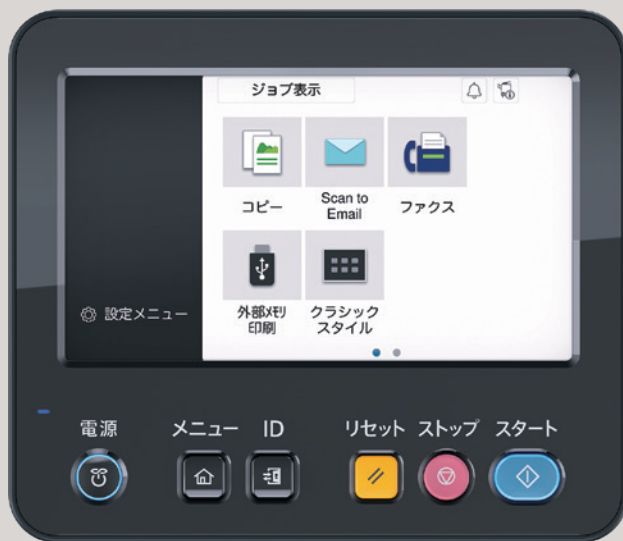 ジョブ表示
コピー
Scan to
Email
ファクス
外部メモリ
印刷
クラシック
スタイル
設定メニュー
電源
メニュー
ID
リセット
ストップ
スタート